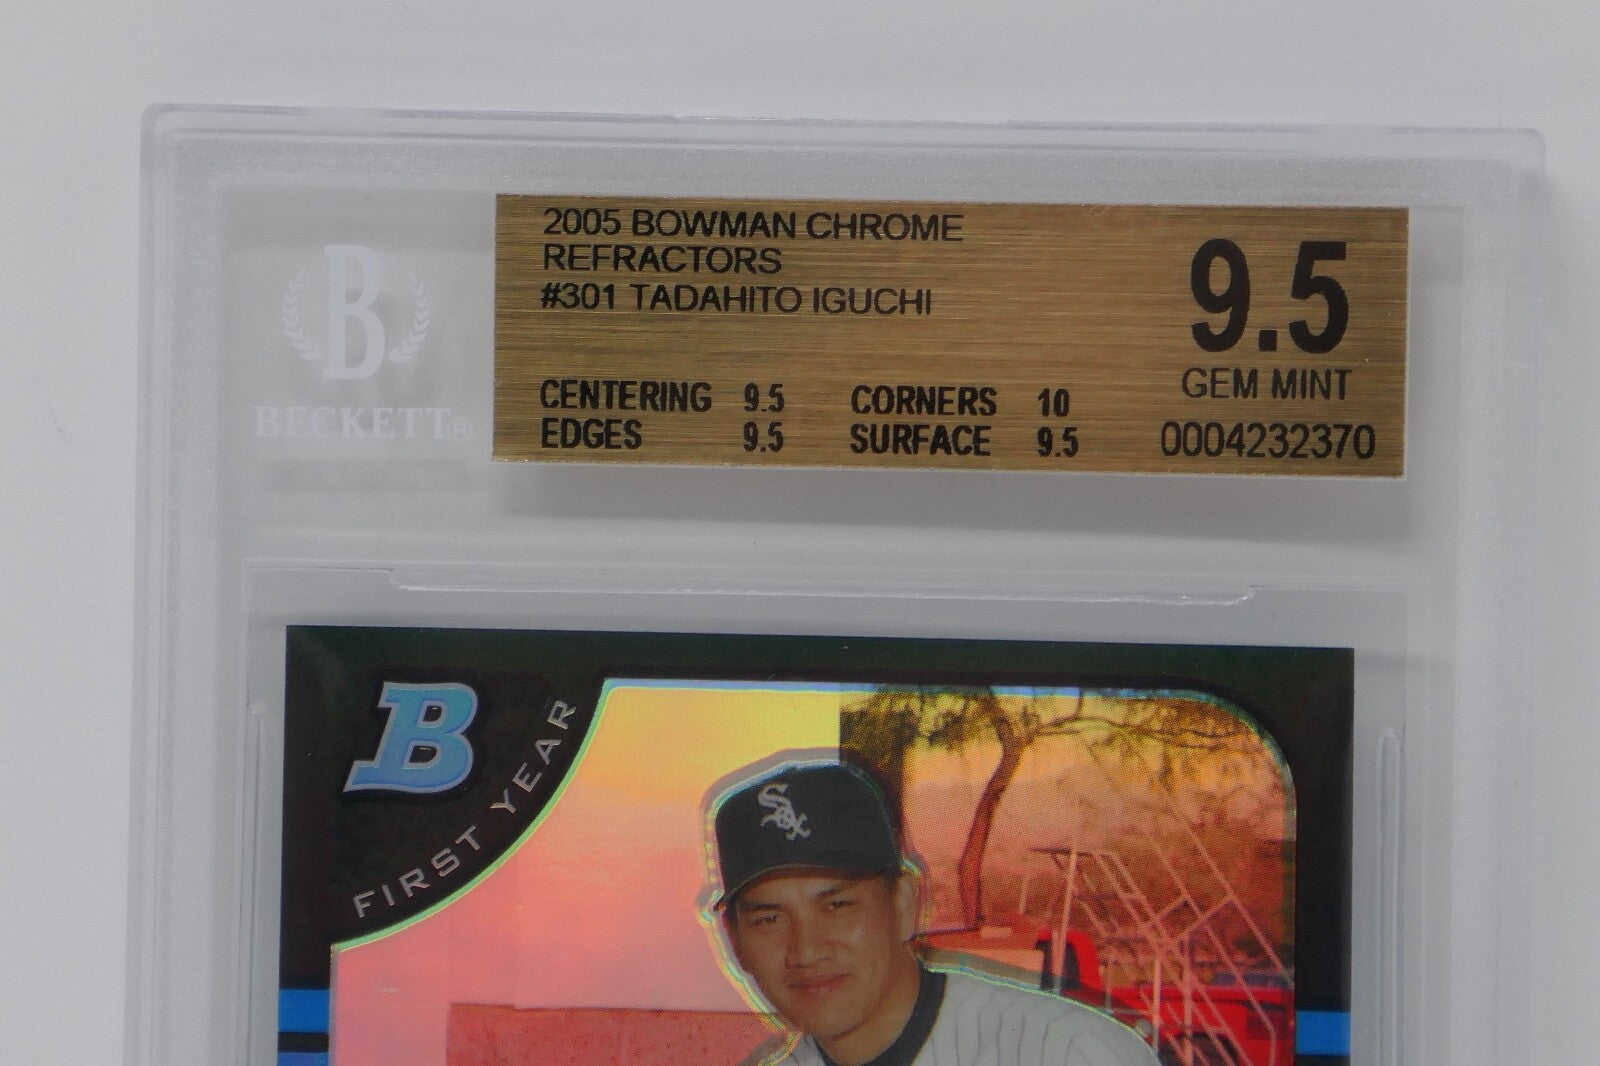 2005 BOWMAN CHROME
REFRACTORS
#301 TADAHITO IGUCHI
9.5
GEM MINT
CENTERING 9.5 CORNERS 10
EDGES 9.5 SURFACE 9.5
0004232370
B
BECKETT®
B
FIRST YEAR
Sox